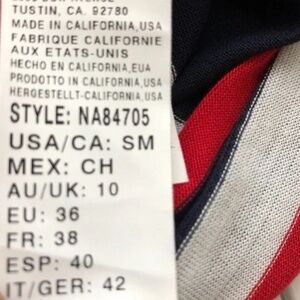 TUSTIN, CA. 92780
MADE IN CALIFORNIA,USA
FABRIQUE CALIFORNIE
AUX ETATS-UNIS
HECHO EN CALIFORNIA,EUA
PRODOTTO IN CALIFORNIA,USA
HERGESTELLT-CALIFORNIA,USA
STYLE: NA84705
USA/CA: SM
MEX: CH
AU/UK: 10
EU: 36
FR: 38
ESP: 40
IT/GER: 42